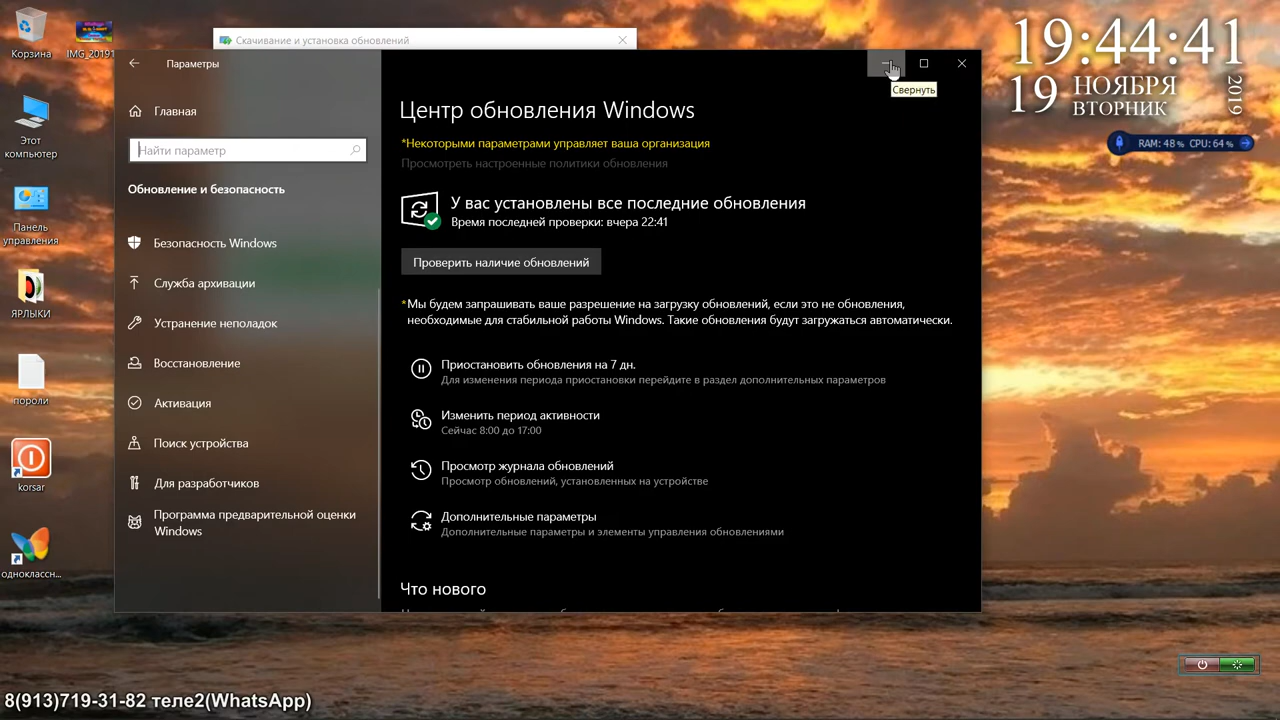 Корзина
IMG_20191
Скачивание и установка обновлений
19:44:41
19
НОЯБРЯ
ВТОРНИК
2019
RAM: 48 % CPU: 64 %
Параметры
Свернуть
Главная
Найти параметр
Обновление и безопасность
Безопасность Windows
Служба архивации
Устранение неполадок
Восстановление
Активация
Поиск устройства
Для разработчиков
Программа предварительной оценки
Windows
Центр обновления Windows
*Некоторыми параметрами управляет ваша организация
Просмотреть настроенные политики обновления
У вас установлены все последние обновления
Время последней проверки: вчера 22:41
Проверить наличие обновлений
*Мы будем запрашивать ваше разрешение на загрузку обновлений, если это не обновления,
необходимые для стабильной работы Windows. Такие обновления будут загружаться автоматически.
Приостановить обновления на 7 дн.
Для изменения периода приостановки перейдите в раздел дополнительных параметров
Изменить период активности
Сейчас 8:00 до 17:00
Просмотр журнала обновлений
Просмотр обновлений, установленных на устройстве
Дополнительные параметры
Дополнительные параметры и элементы управления обновлениями
Что нового
Этот
компьютер
Панель
управления
ЯРЛЫКИ
пороли
korsar
одноклассн...
8(913)719-31-82 теле2(WhatsApp)